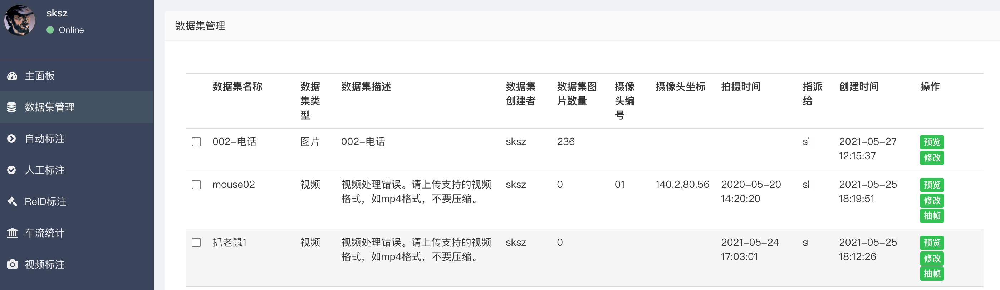 sksz
Online
主面板
数据集管理
自动标注
人工标注
ReID标注
车流统计
视频标注
数据集管理
数据集名称
数据
集类
型
数据集描述
数据集
创建者
数据集图
片数量
摄像
头编
号
摄像头坐标
拍摄时间
指派
给
创建时间
操作
002-电话
图片
002-电话
sksz
236
2021-05-27
12:15:37
预览
修改
mouse02
视频
视频处理错误。请上传支持的视频
格式，如mp4格式，不要压缩。
sksz
0
01
140.2,80.56
2020-05-20
14:20:20
2021-05-25
18:19:51
预览
修改
抽帧
抓老鼠1
视频
视频处理错误。请上传支持的视频
格式，如mp4格式，不要压缩。
sksz
0
2021-05-24
17:03:01
2021-05-25
18:12:26
预览
修改
抽帧